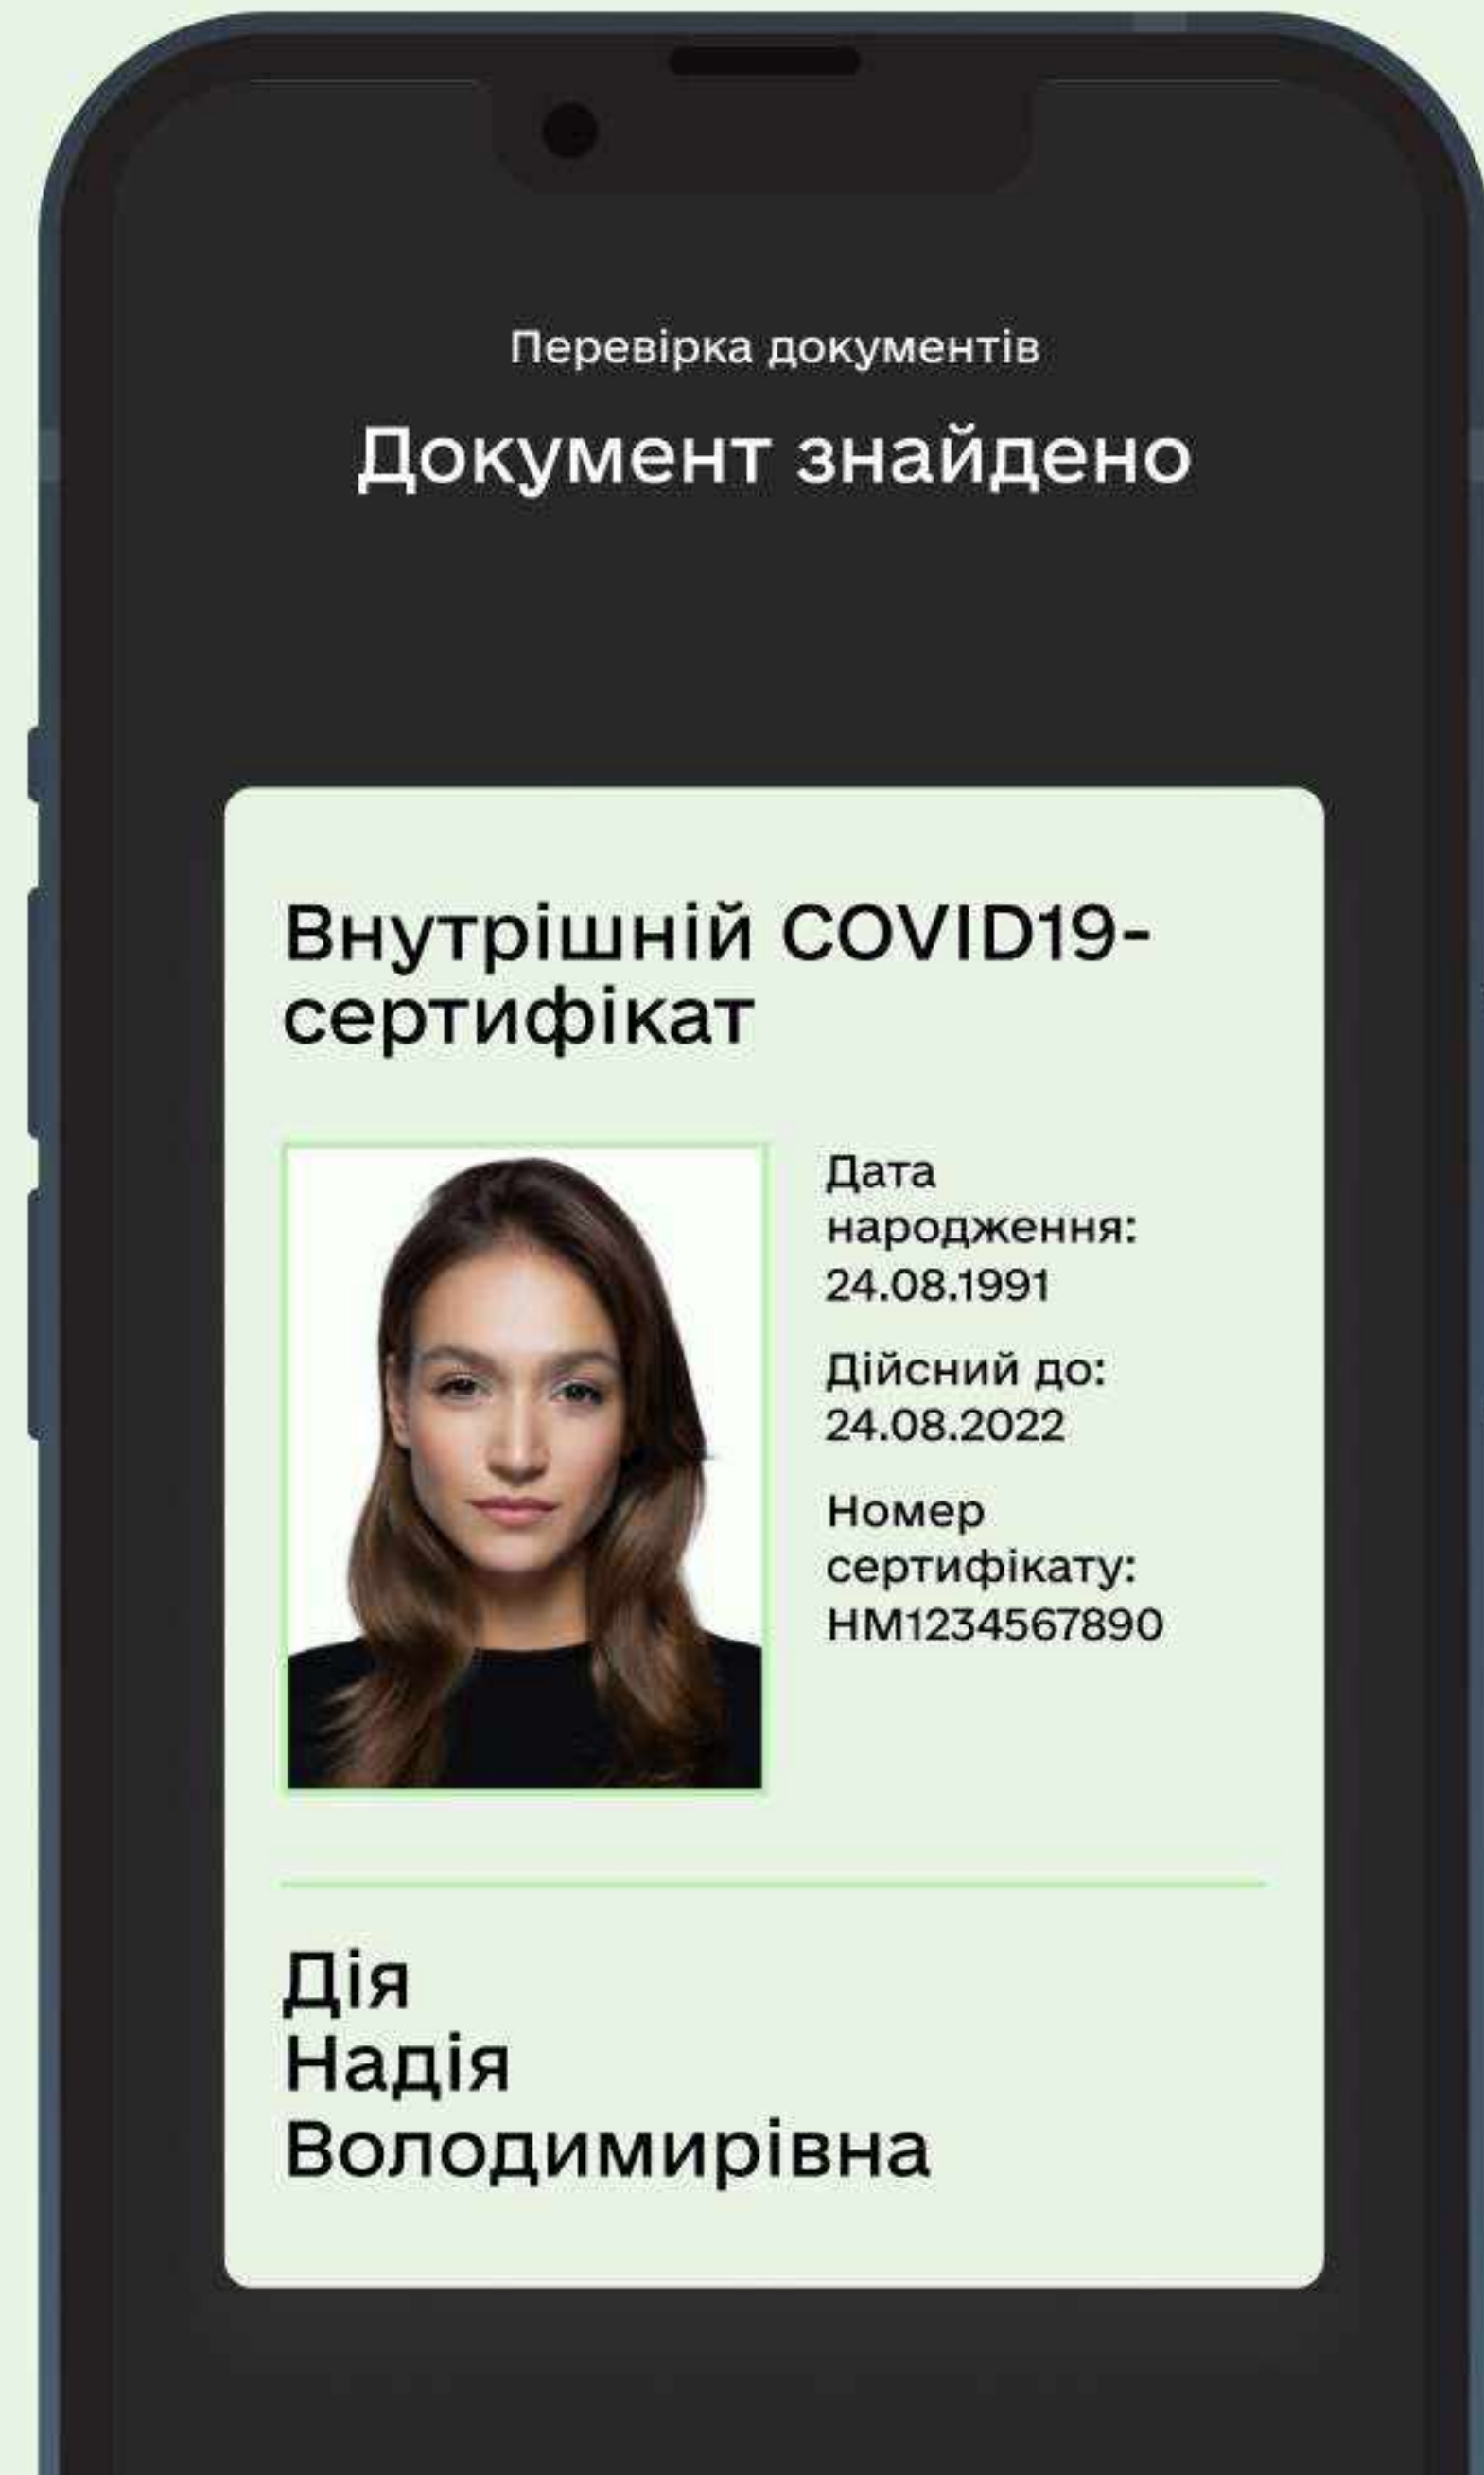 Перевірка документів
Документ знайдено
Внутрішній COVID19-
сертифікат
Дата
народження:
24.08.1991
Дійсний до:
24.08.2022
Номер
сертифікату:
НМ1234567890
Дія
Надія
Володимирівна